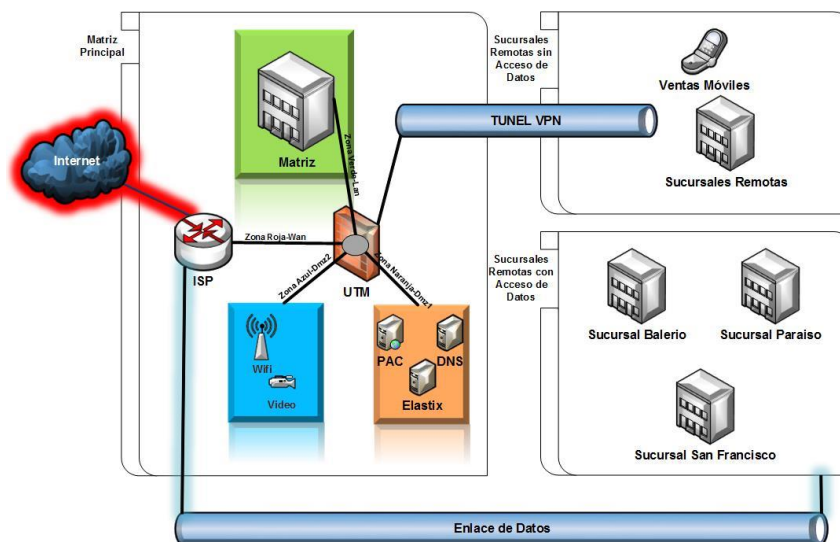 Matriz
Principal
Sucursales
Remotas sin
Acceso de
Datos
Ventas Móviles
TUNEL VPN
Sucursales Remotas
Internet
Matriz
Zona Verde-Lan
Zona Roja-Wan
ISP
UTM
Zona Azul-Dmz2
Zona Naranja-Dmz1
Wifi
Video
PAC
DNS
Elastix
Sucursales
Remotas con
Acceso de
Datos
Sucursal Balerio
Sucursal Paraiso
Sucursal San Francisco
Enlace de Datos